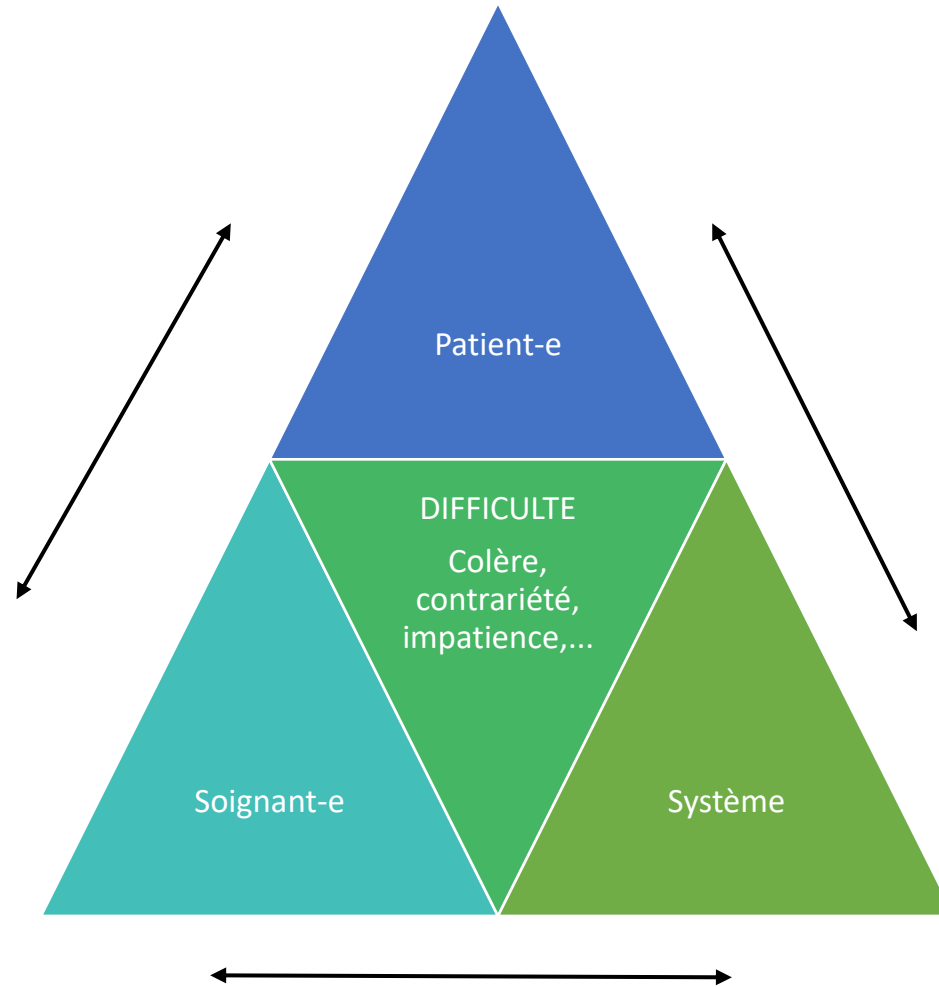 Patient-e
DIFFICULTE
Colère,
contrariété,
impatience,...
Soignant-e
Système